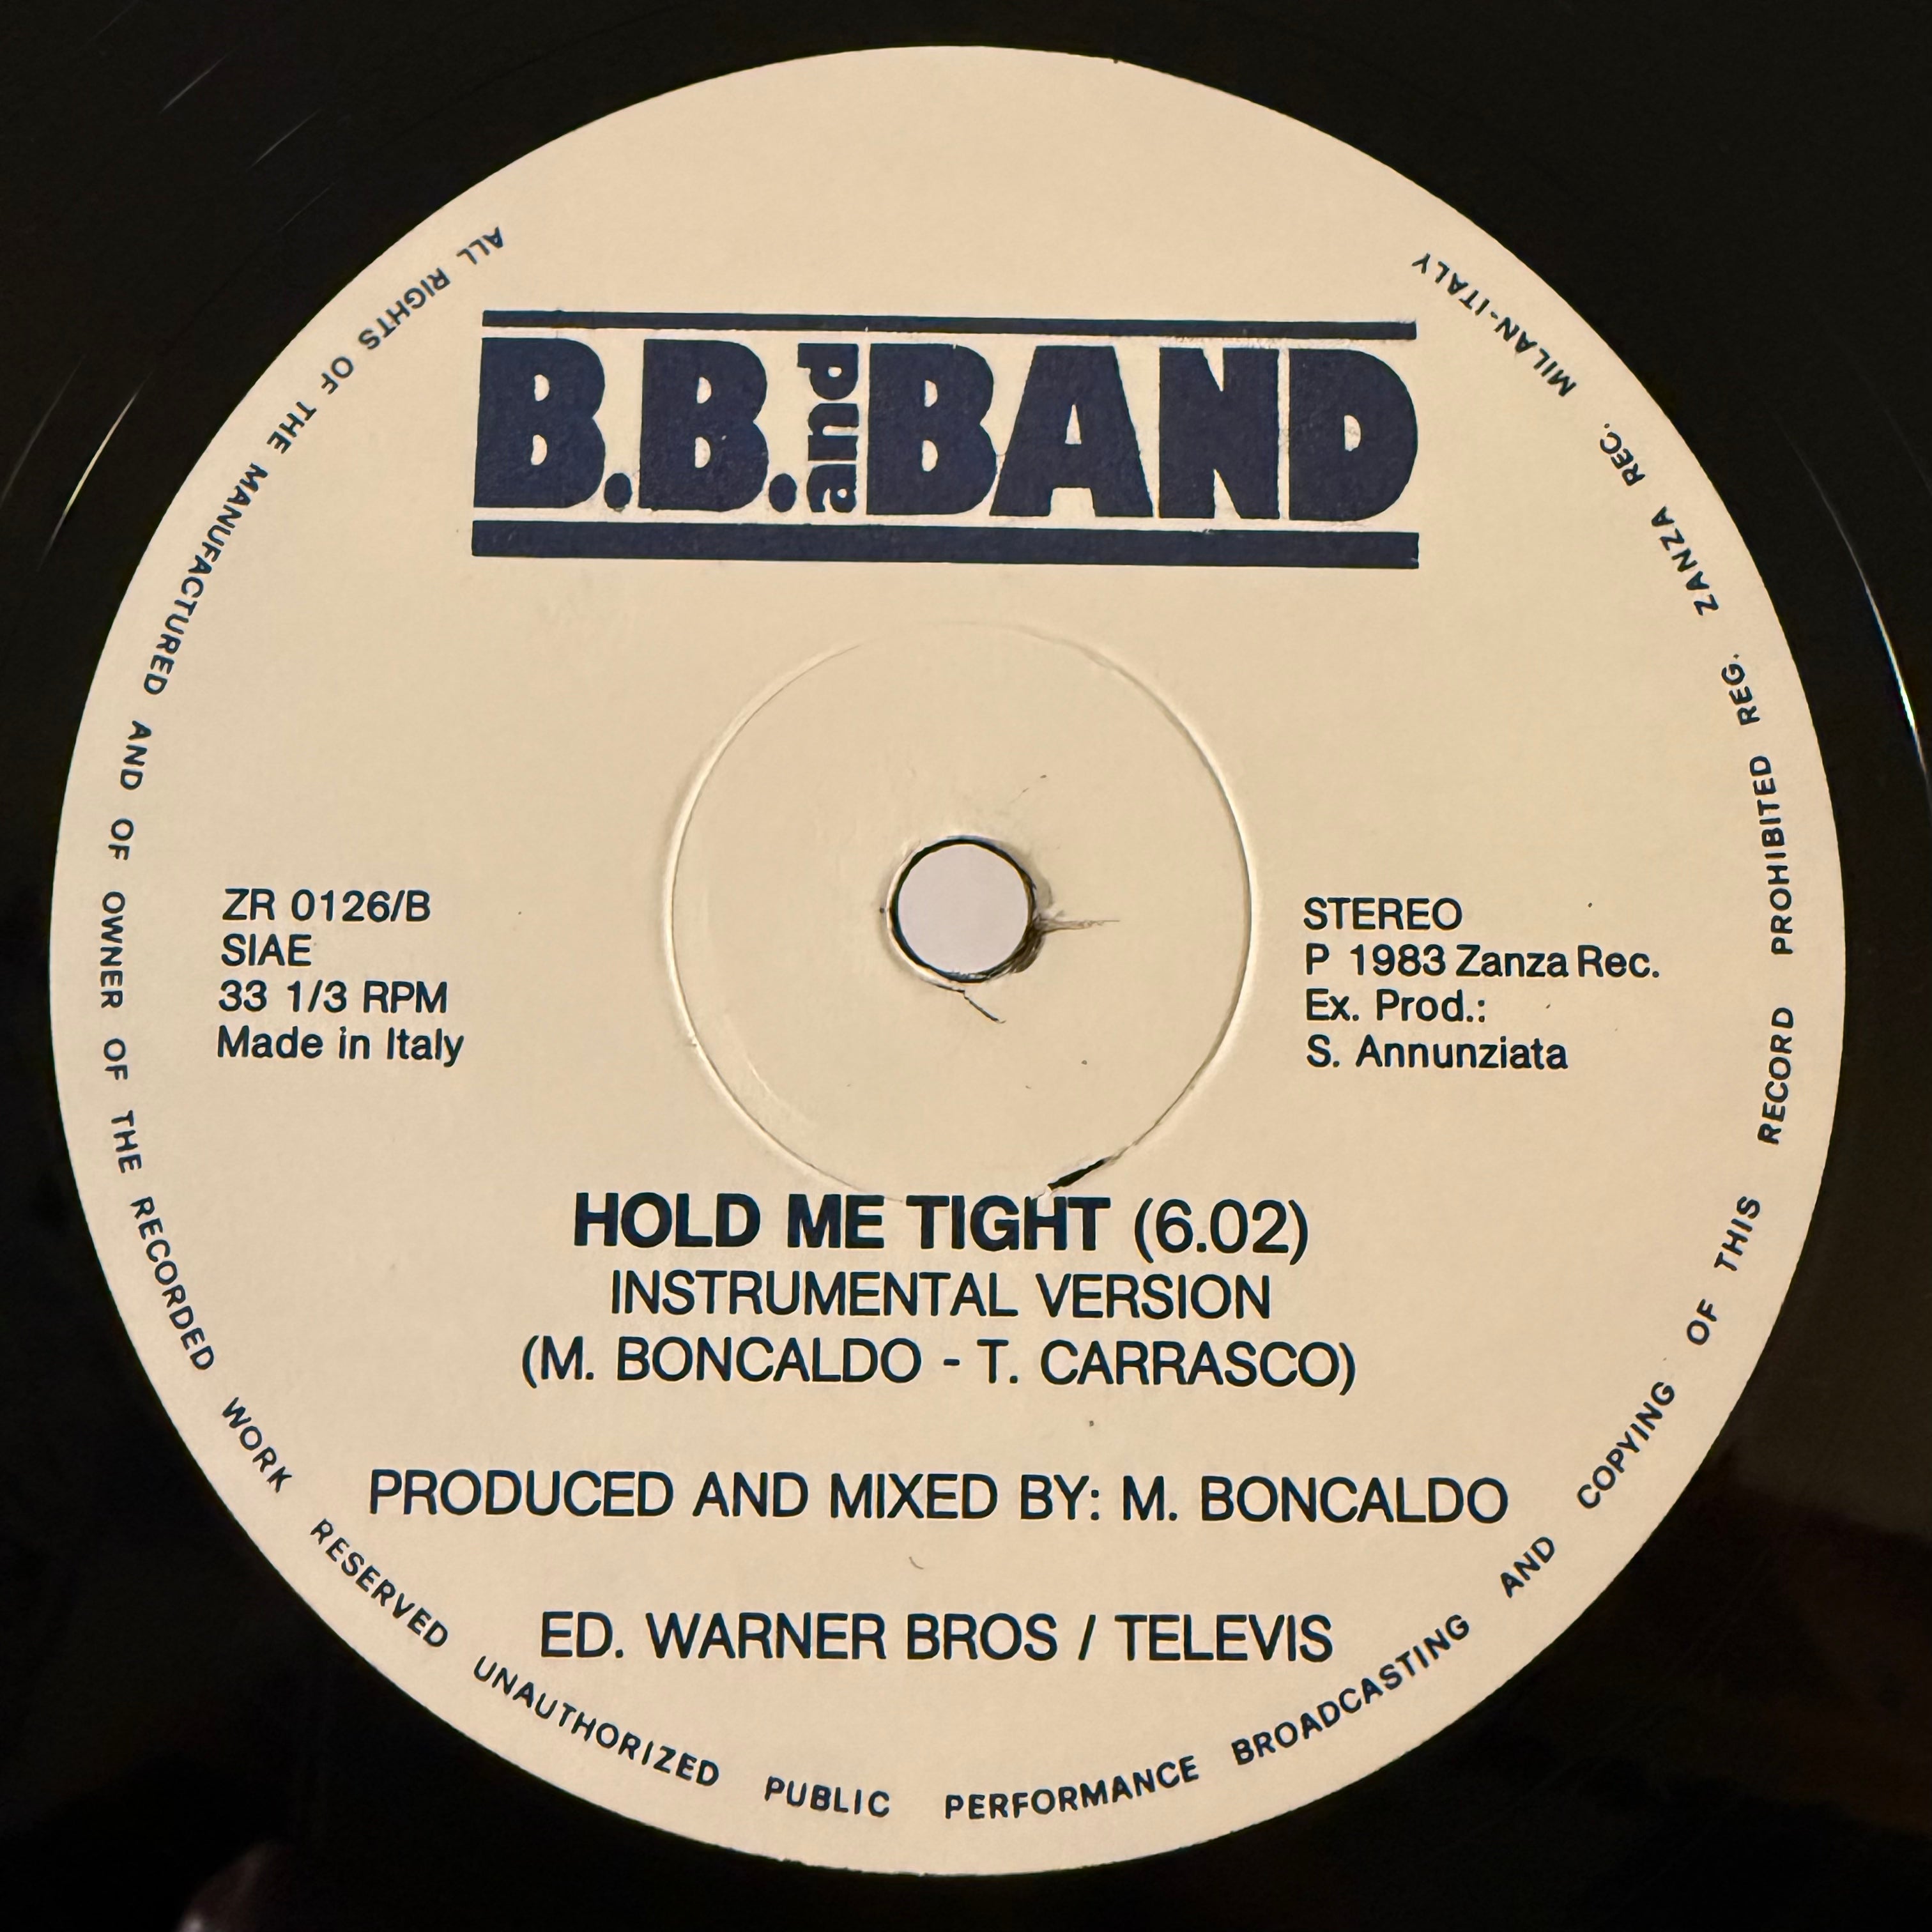 B.B. and BAND
ZR 0126/B
SIAE
33 1/3 RPM
Made in Italy
STEREO
P 1983 Zanza Rec.
Ex. Prod.:
S. Annunziata
HOLD ME TIGHT (6.02)
INSTRUMENTAL VERSION
(M. BONCALDO - T. CARRASCO)
PRODUCED AND MIXED BY: M. BONCALDO
ED. WARNER BROS / TELEVIS
ALL RIGHTS OF THE MANUFACTURED AND OF OWNER OF THE RECORDED WORK RESERVED UNAUTHORIZED PUBLIC PERFORMANCE BROADCASTING AND COPYING OF THIS RECORD PROHIBITED REG. ZANZA REC. MILAN-ITALY